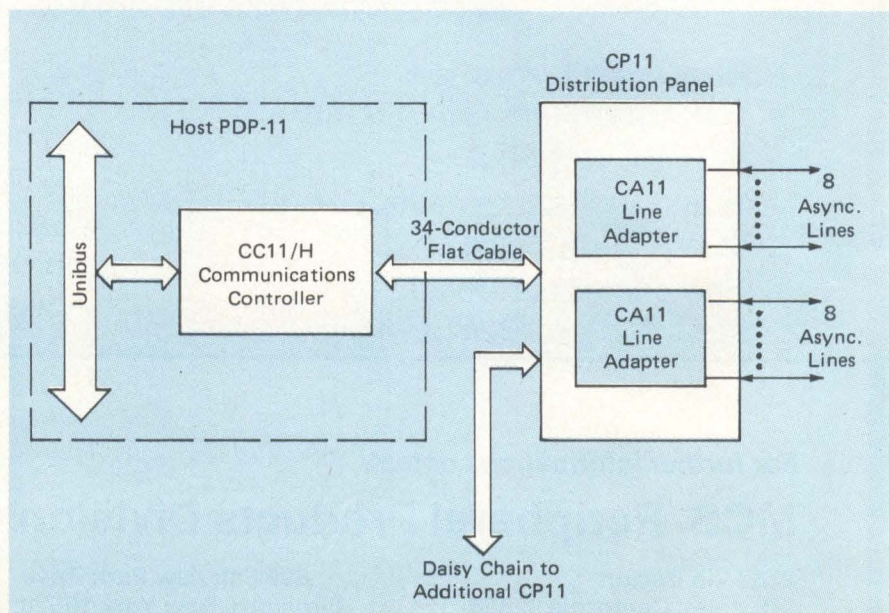 CP11
Distribution Panel
Host PDP-11
Unibus
CC11/H
Communications
Controller
34-Conductor
Flat Cable
CA11
Line
Adapter
8
Async.
Lines
CA11
Line
Adapter
8
Async.
Lines
Daisy Chain to
Additional CP11